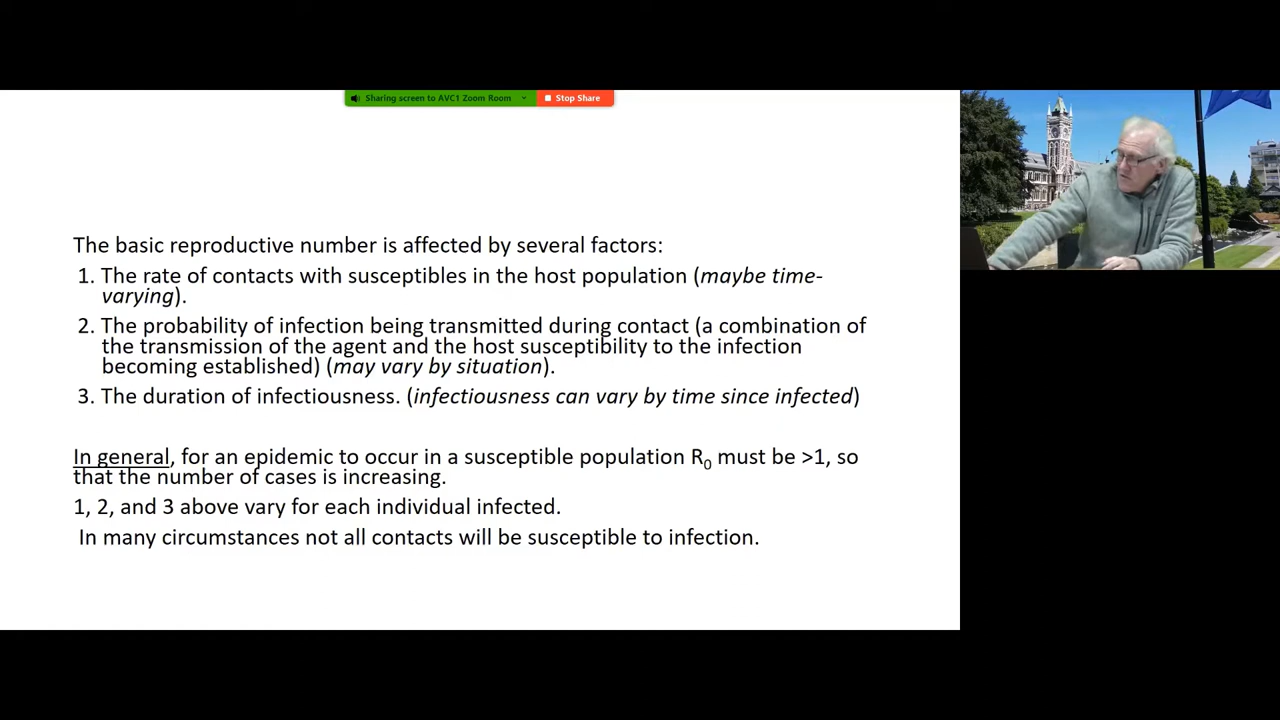 Sharing screen to AVC1 Zoom Room
Stop Share
The basic reproductive number is affected by several factors:
1. The rate of contacts with susceptibles in the host population (maybe time-
varying).
2. The probability of infection being transmitted during contact (a combination of
the transmission of the agent and the host susceptibility to the infection
becoming established) (may vary by situation).
3. The duration of infectiousness. (infectiousness can vary by time since infected)
In general, for an epidemic to occur in a susceptible population R₀ must be >1, so
that the number of cases is increasing.
1, 2, and 3 above vary for each individual infected.
In many circumstances not all contacts will be susceptible to infection.